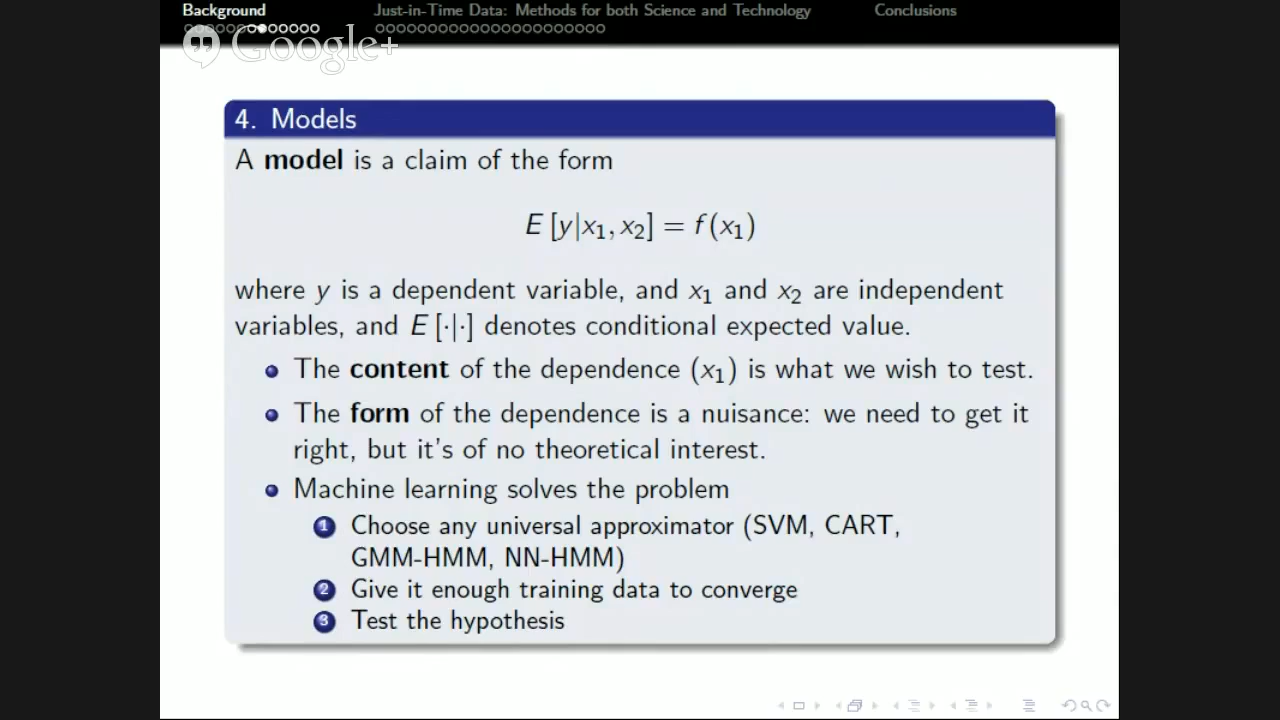 Background Just-in-Time Data: Methods for both Science and Technology Conclusions
Google+
4. Models
A model is a claim of the form
E [y|x₁, x₂] = f (x₁)
where y is a dependent variable, and x₁ and x₂ are independent
variables, and E [·|·] denotes conditional expected value.
The content of the dependence (x₁) is what we wish to test.
The form of the dependence is a nuisance: we need to get it
right, but it's of no theoretical interest.
Machine learning solves the problem
1 Choose any universal approximator (SVM, CART,
GMM-HMM, NN-HMM)
2 Give it enough training data to converge
3 Test the hypothesis